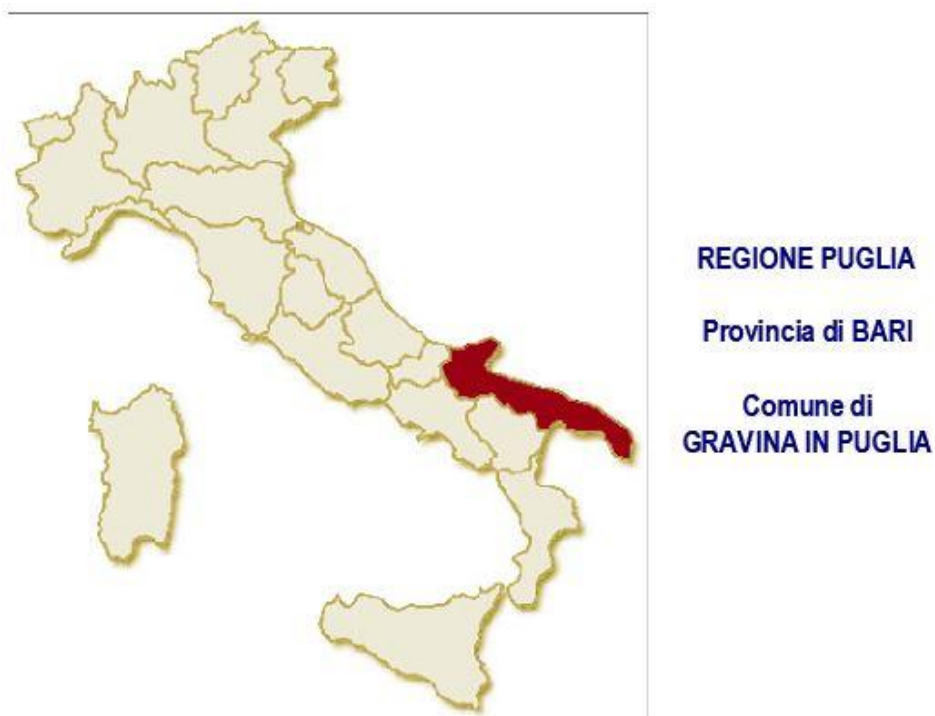 REGIONE PUGLIA
Provincia di BARI
Comune di
GRAVINA IN PUGLIA